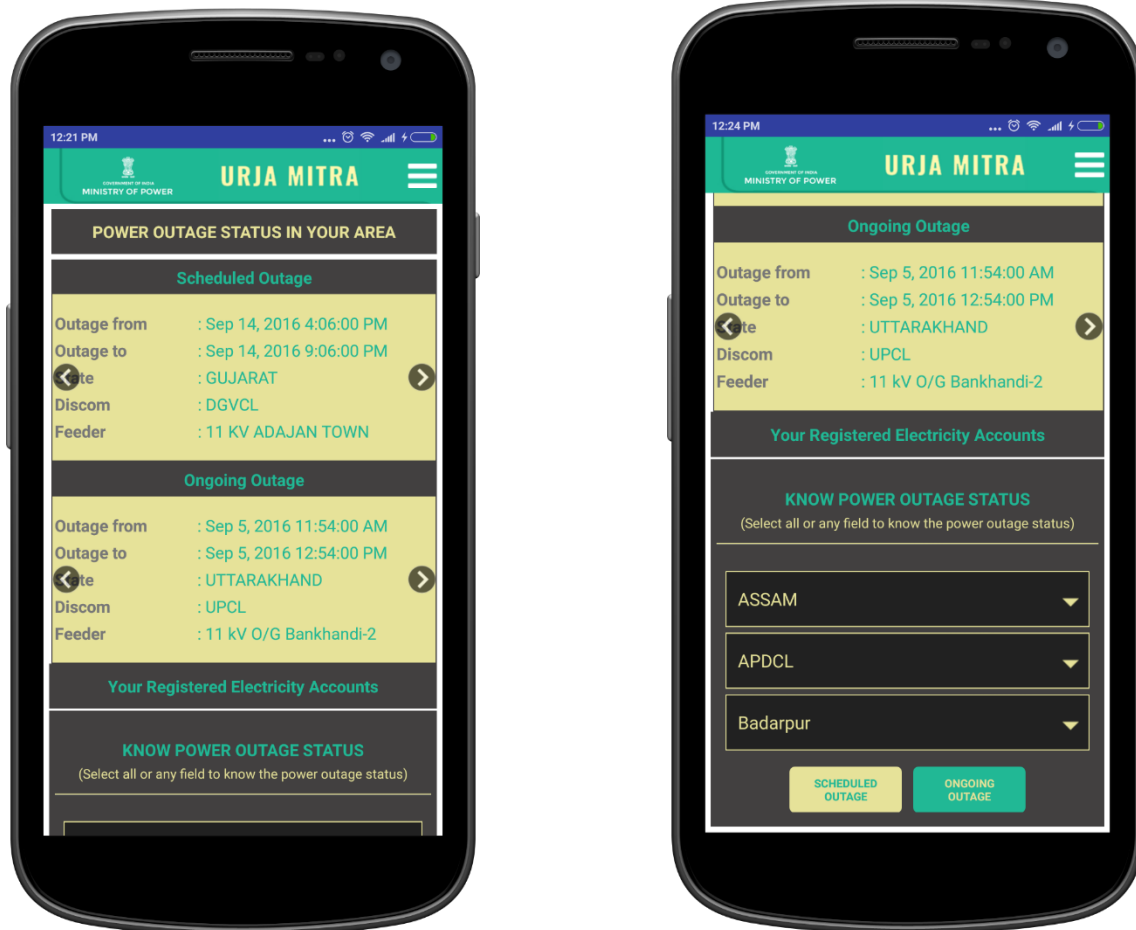 12:21 PM
GOVERNMENT OF INDIA
MINISTRY OF POWER
URJA MITRA
POWER OUTAGE STATUS IN YOUR AREA
Scheduled Outage
Outage from : Sep 14, 2016 4:06:00 PM
Outage to : Sep 14, 2016 9:06:00 PM
State : GUJARAT
Discom : DGVCL
Feeder : 11 KV ADAJAN TOWN
Ongoing Outage
Outage from : Sep 5, 2016 11:54:00 AM
Outage to : Sep 5, 2016 12:54:00 PM
State : UTTARAKHAND
Discom : UPCL
Feeder : 11 kV O/G Bankhandi-2
Your Registered Electricity Accounts
KNOW POWER OUTAGE STATUS
(Select all or any field to know the power outage status)
12:24 PM
GOVERNMENT OF INDIA
MINISTRY OF POWER
URJA MITRA
Ongoing Outage
Outage from : Sep 5, 2016 11:54:00 AM
Outage to : Sep 5, 2016 12:54:00 PM
State : UTTARAKHAND
Discom : UPCL
Feeder : 11 kV O/G Bankhandi-2
Your Registered Electricity Accounts
KNOW POWER OUTAGE STATUS
(Select all or any field to know the power outage status)
ASSAM
APDCL
Badarpur
SCHEDULED
OUTAGE
ONGOING
OUTAGE